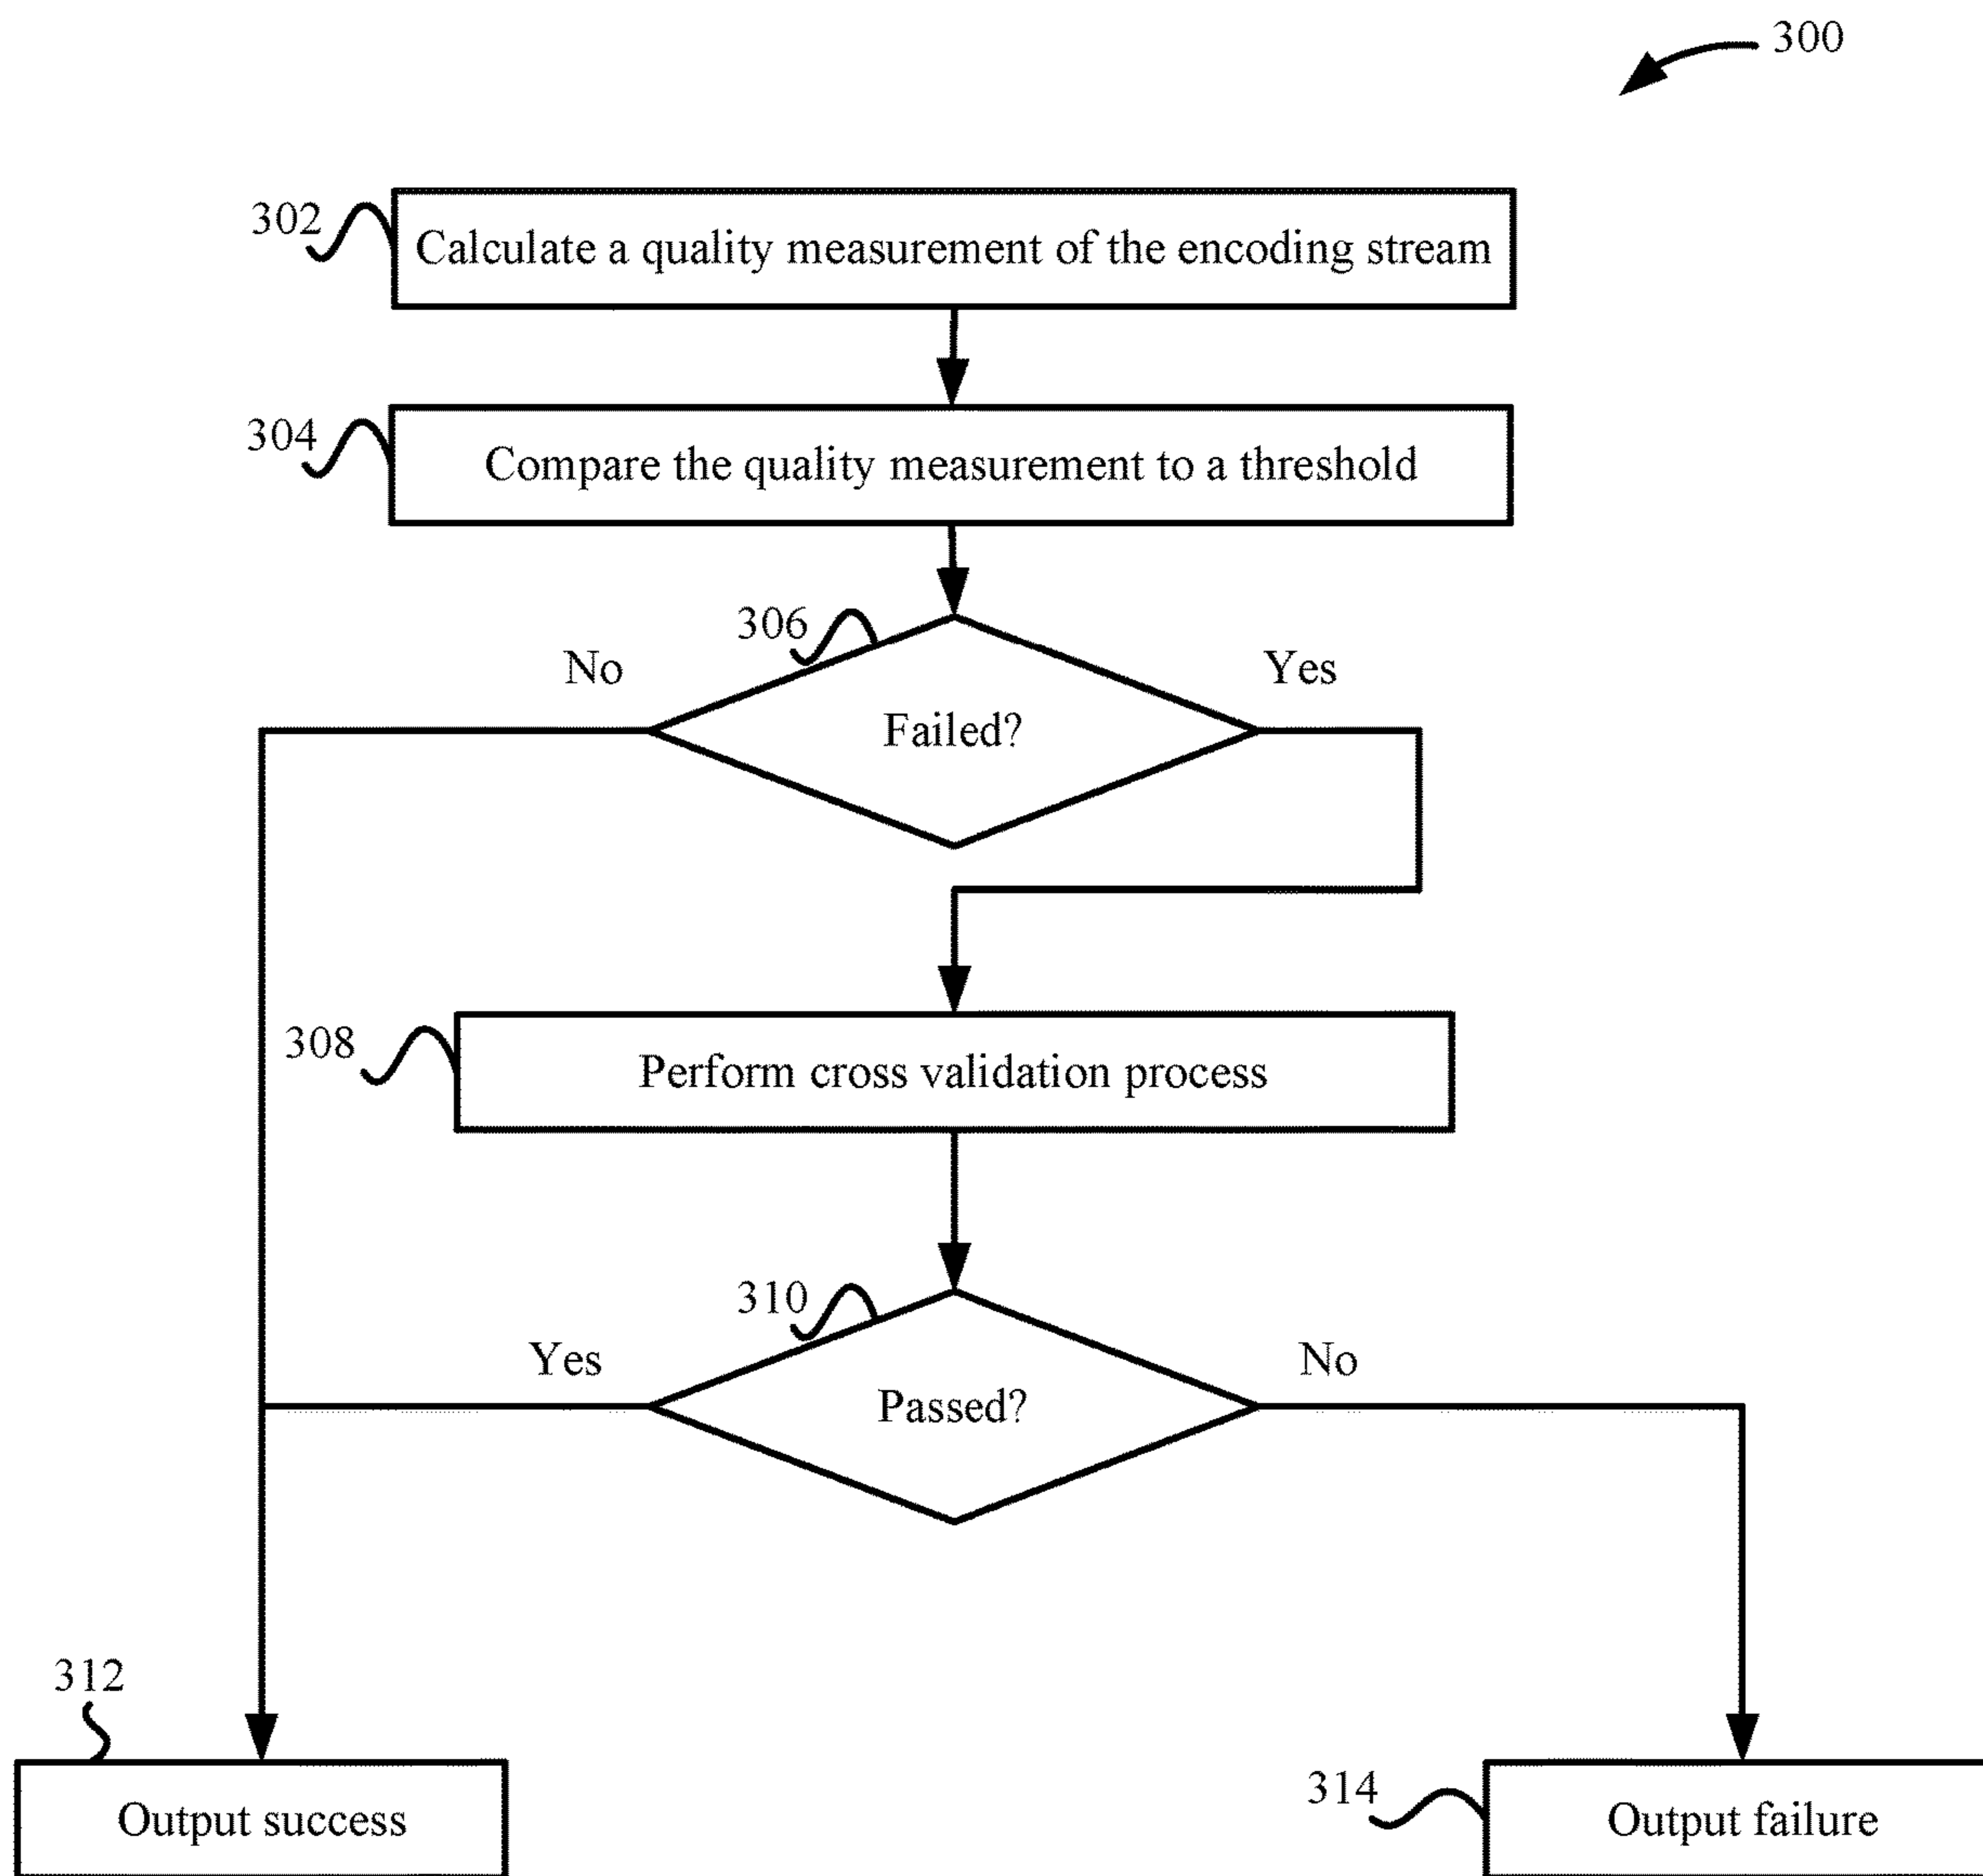 300
302
Calculate a quality measurement of the encoding stream
304
Compare the quality measurement to a threshold
306
No
Yes
Failed?
308
Perform cross validation process
310
Yes
No
Passed?
312
Output success
314
Output failure